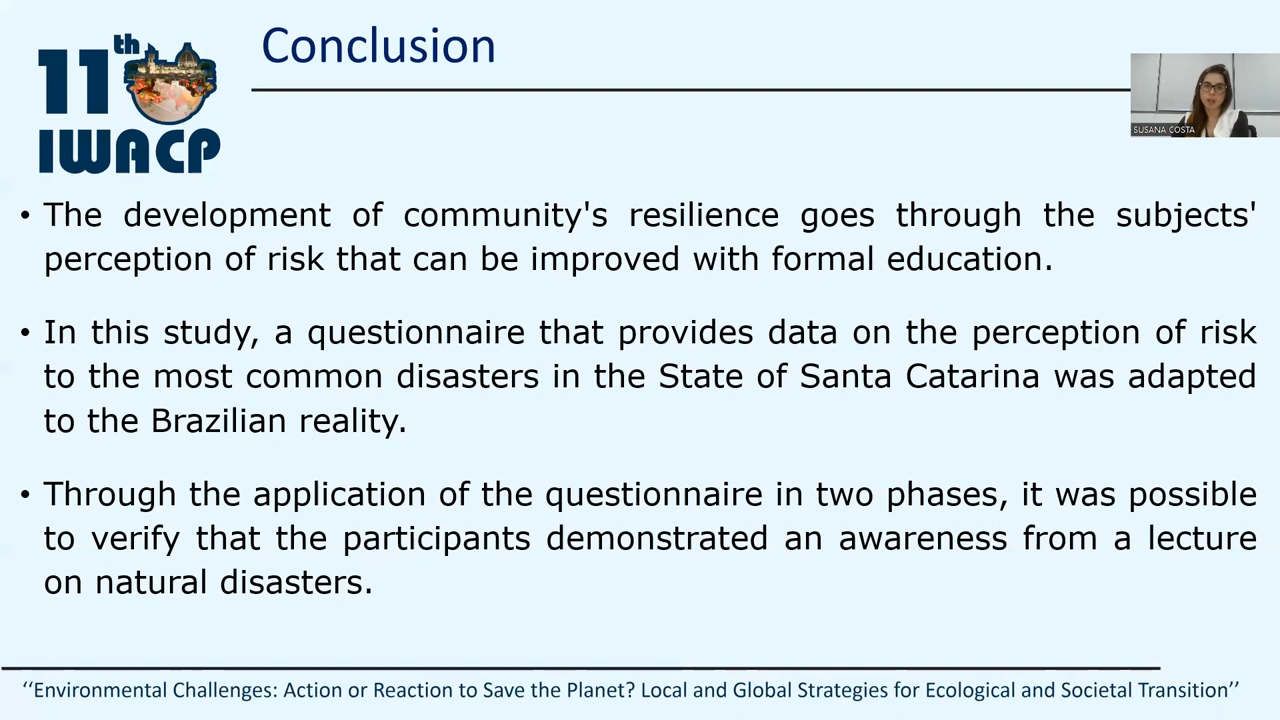 11th
IWACP
Conclusion
SUSANA COSTA
• The development of community's resilience goes through the subjects'
perception of risk that can be improved with formal education.
• In this study, a questionnaire that provides data on the perception of risk
to the most common disasters in the State of Santa Catarina was adapted
to the Brazilian reality.
• Through the application of the questionnaire in two phases, it was possible
to verify that the participants demonstrated an awareness from a lecture
on natural disasters.
‘‘Environmental Challenges: Action or Reaction to Save the Planet? Local and Global Strategies for Ecological and Societal Transition’’